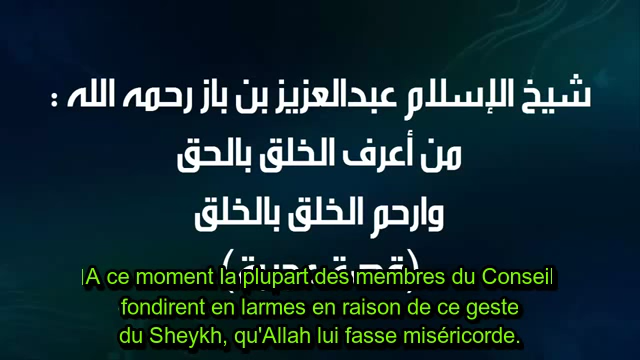 شيخ الإسلام عبدالعزيز بن باز رحمه الله :
من أعرف الخلق بالحق
وارحم الخلق بالخلق
A ce moment la plupart des membres du Conseil
fondirent en larmes en raison de ce geste
du Sheykh, qu'Allah lui fasse miséricorde.